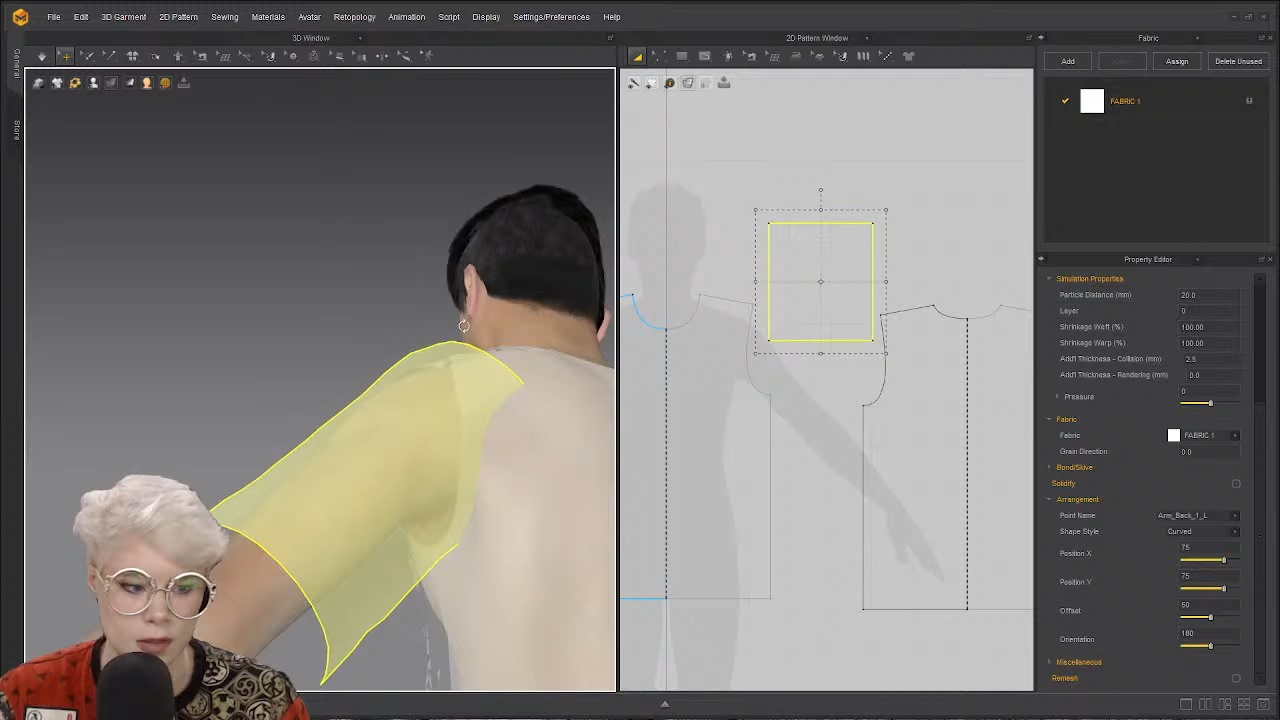 File Edit 3D Garment 2D Pattern Sewing Materials Avatar Retopology Animation Script Display Settings/Preferences Help
3D Window
2D Pattern Window
Fabric
General
Store
Add
Assign
Delete Unused
FABRIC 1
Property Editor
Simulation Properties
Particle Distance (mm) 20.0
Layer 0
Shrinkage Weft (%) 100.00
Shrinkage Warp (%) 100.00
Add'l Thickness - Collision (mm) 2.5
Add'l Thickness - Rendering (mm) 0.0
Pressure 0
Fabric
Fabric FABRIC 1
Grain Direction 0.0
Bond/Skive
Solidify
Arrangement
Point Name Arm_Back_1_L
Shape Style Curved
Position X 75
Position Y 75
Offset 50
Orientation 180
Miscellaneous
Remesh